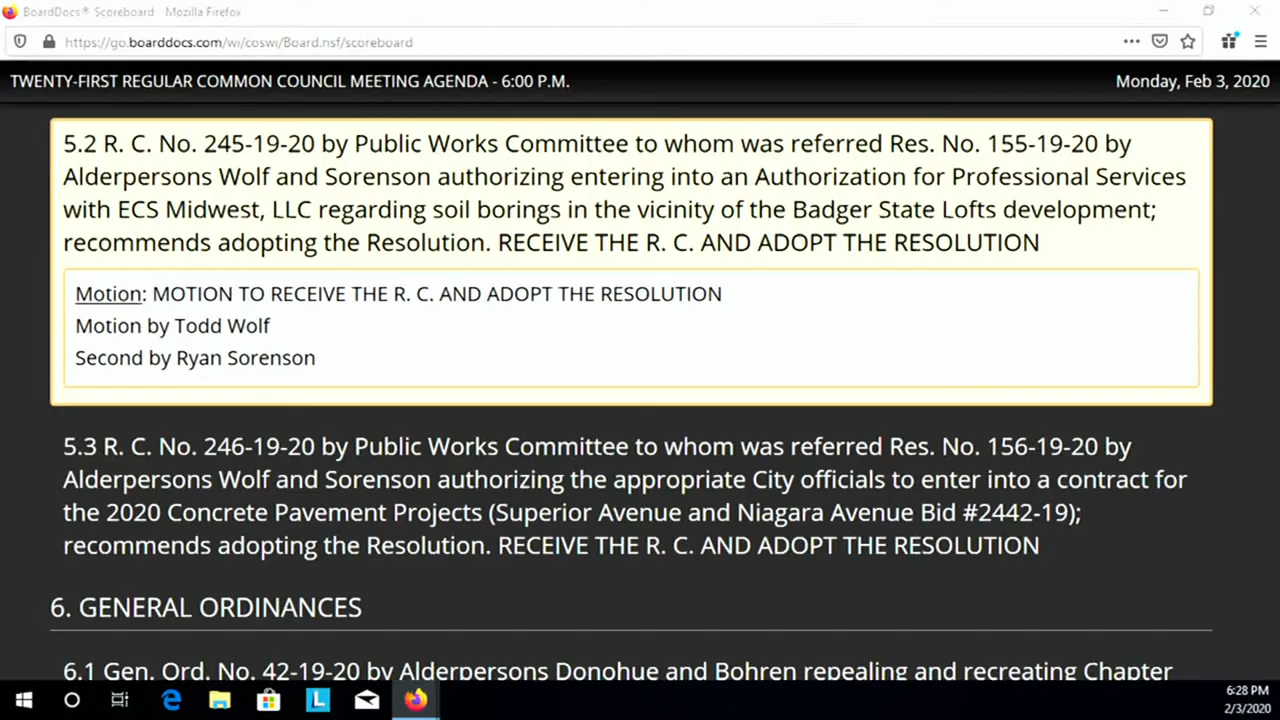 BoardDocs® Scoreboard - Mozilla Firefox
https://go.boarddocs.com/wi/coswi/Board.nsf/scoreboard
TWENTY-FIRST REGULAR COMMON COUNCIL MEETING AGENDA - 6:00 P.M.
Monday, Feb 3, 2020
5.2 R. C. No. 245-19-20 by Public Works Committee to whom was referred Res. No. 155-19-20 by
Alderpersons Wolf and Sorenson authorizing entering into an Authorization for Professional Services
with ECS Midwest, LLC regarding soil borings in the vicinity of the Badger State Lofts development;
recommends adopting the Resolution. RECEIVE THE R. C. AND ADOPT THE RESOLUTION
Motion: MOTION TO RECEIVE THE R. C. AND ADOPT THE RESOLUTION
Motion by Todd Wolf
Second by Ryan Sorenson
5.3 R. C. No. 246-19-20 by Public Works Committee to whom was referred Res. No. 156-19-20 by
Alderpersons Wolf and Sorenson authorizing the appropriate City officials to enter into a contract for
the 2020 Concrete Pavement Projects (Superior Avenue and Niagara Avenue Bid #2442-19);
recommends adopting the Resolution. RECEIVE THE R. C. AND ADOPT THE RESOLUTION
6. GENERAL ORDINANCES
6.1 Gen. Ord. No. 42-19-20 by Alderpersons Donohue and Bohren repealing and recreating Chapter
L
6:28 PM
2/3/2020